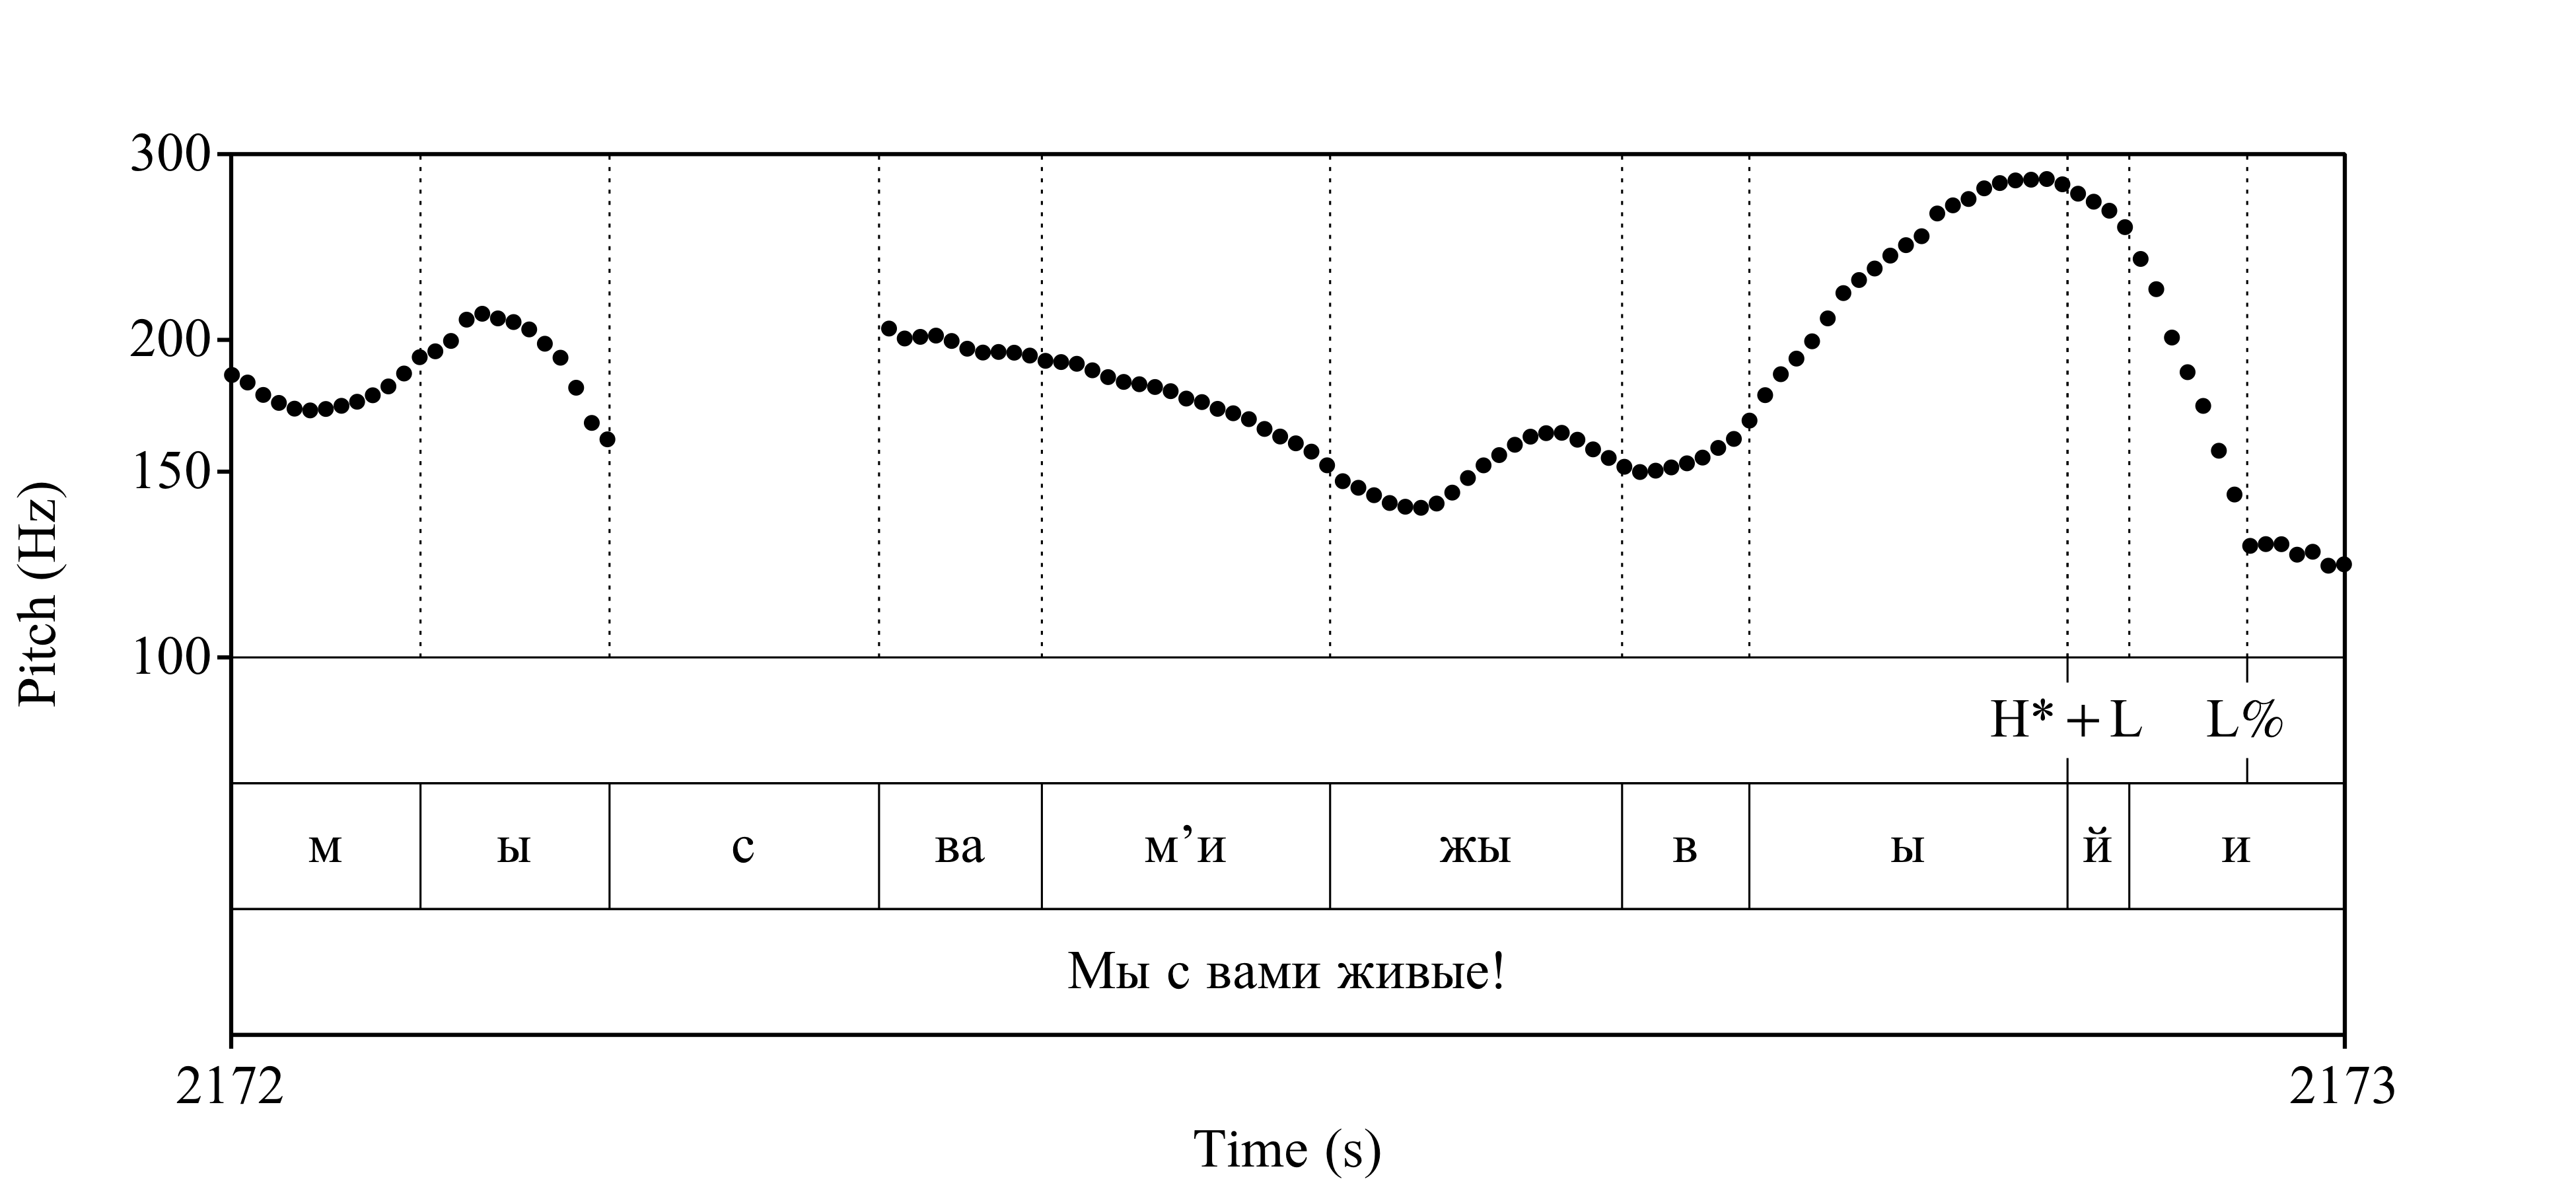 300
200
150
100
Pitch (Hz)
H* + L L%
м ы с ва м’и жы в ы й и
Мы с вами живые!
2172 2173
Time (s)